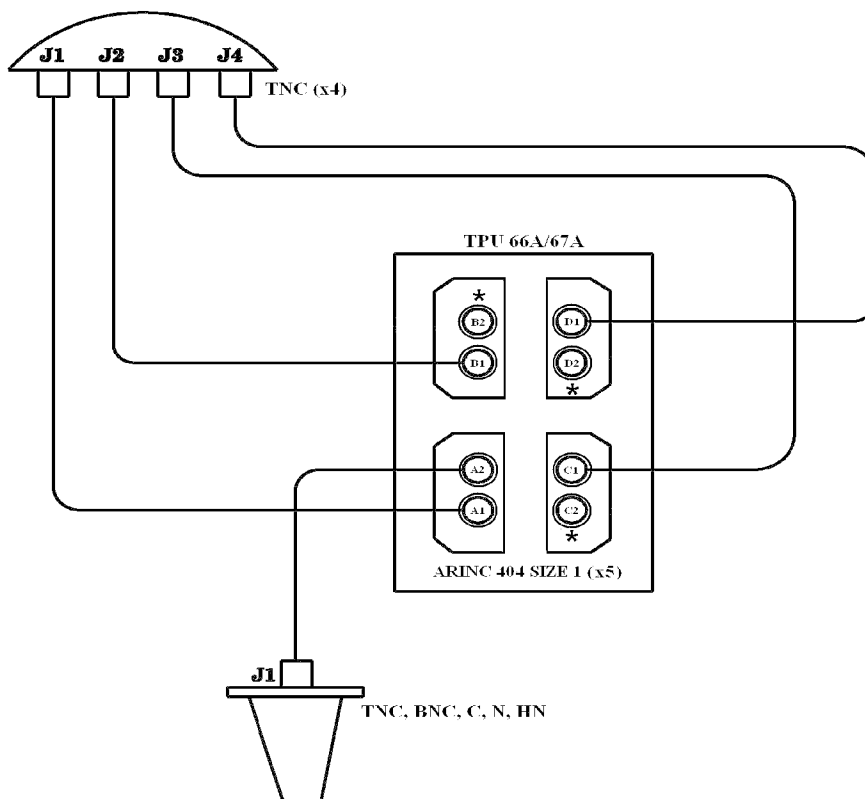 J1 J2 J3 J4
TNC (x4)
TPU 66A/67A
*
B2 D1
B1 D2
*
A2 C1
A1 C2
*
ARINC 404 SIZE 1 (x5)
J1
TNC, BNC, C, N, HN